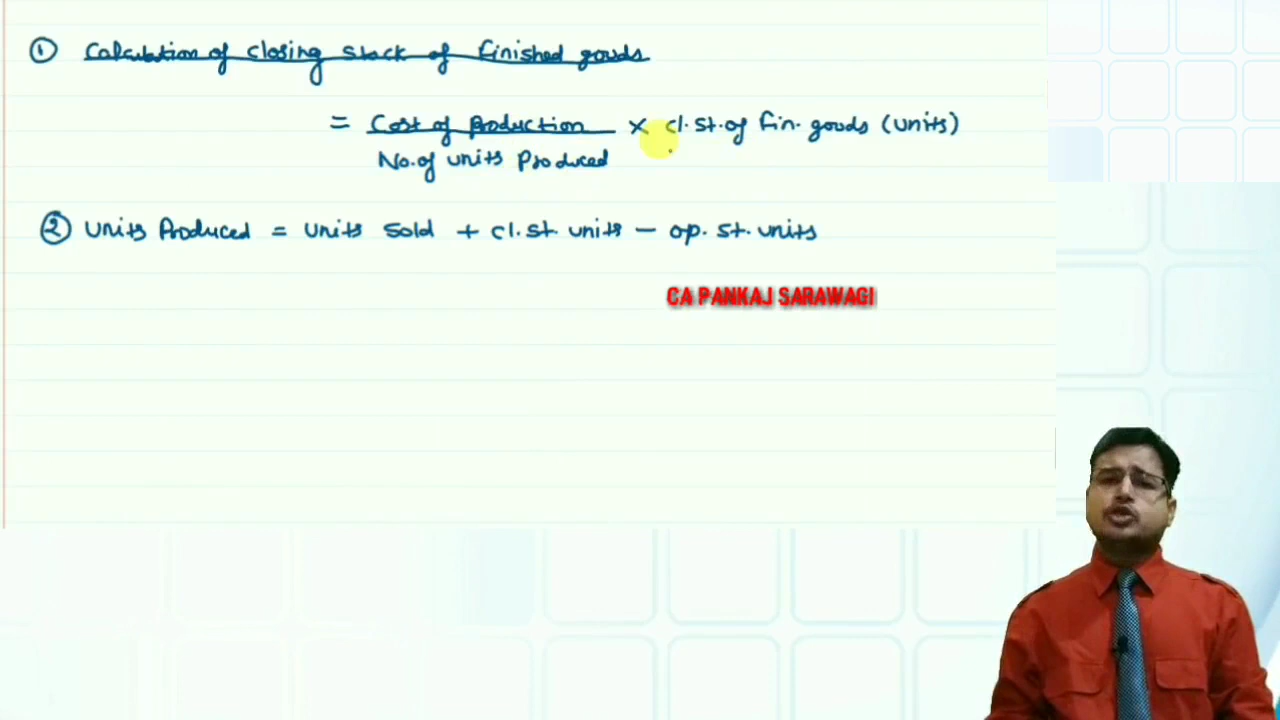 ① Calculation of closing stock of finished goods
= Cost of production × cl. st. of fin. goods (units)
No. of units Produced
② Units Produced = units sold + cl. st. units – op. st. units
CA PANKAJ SARAWAGI